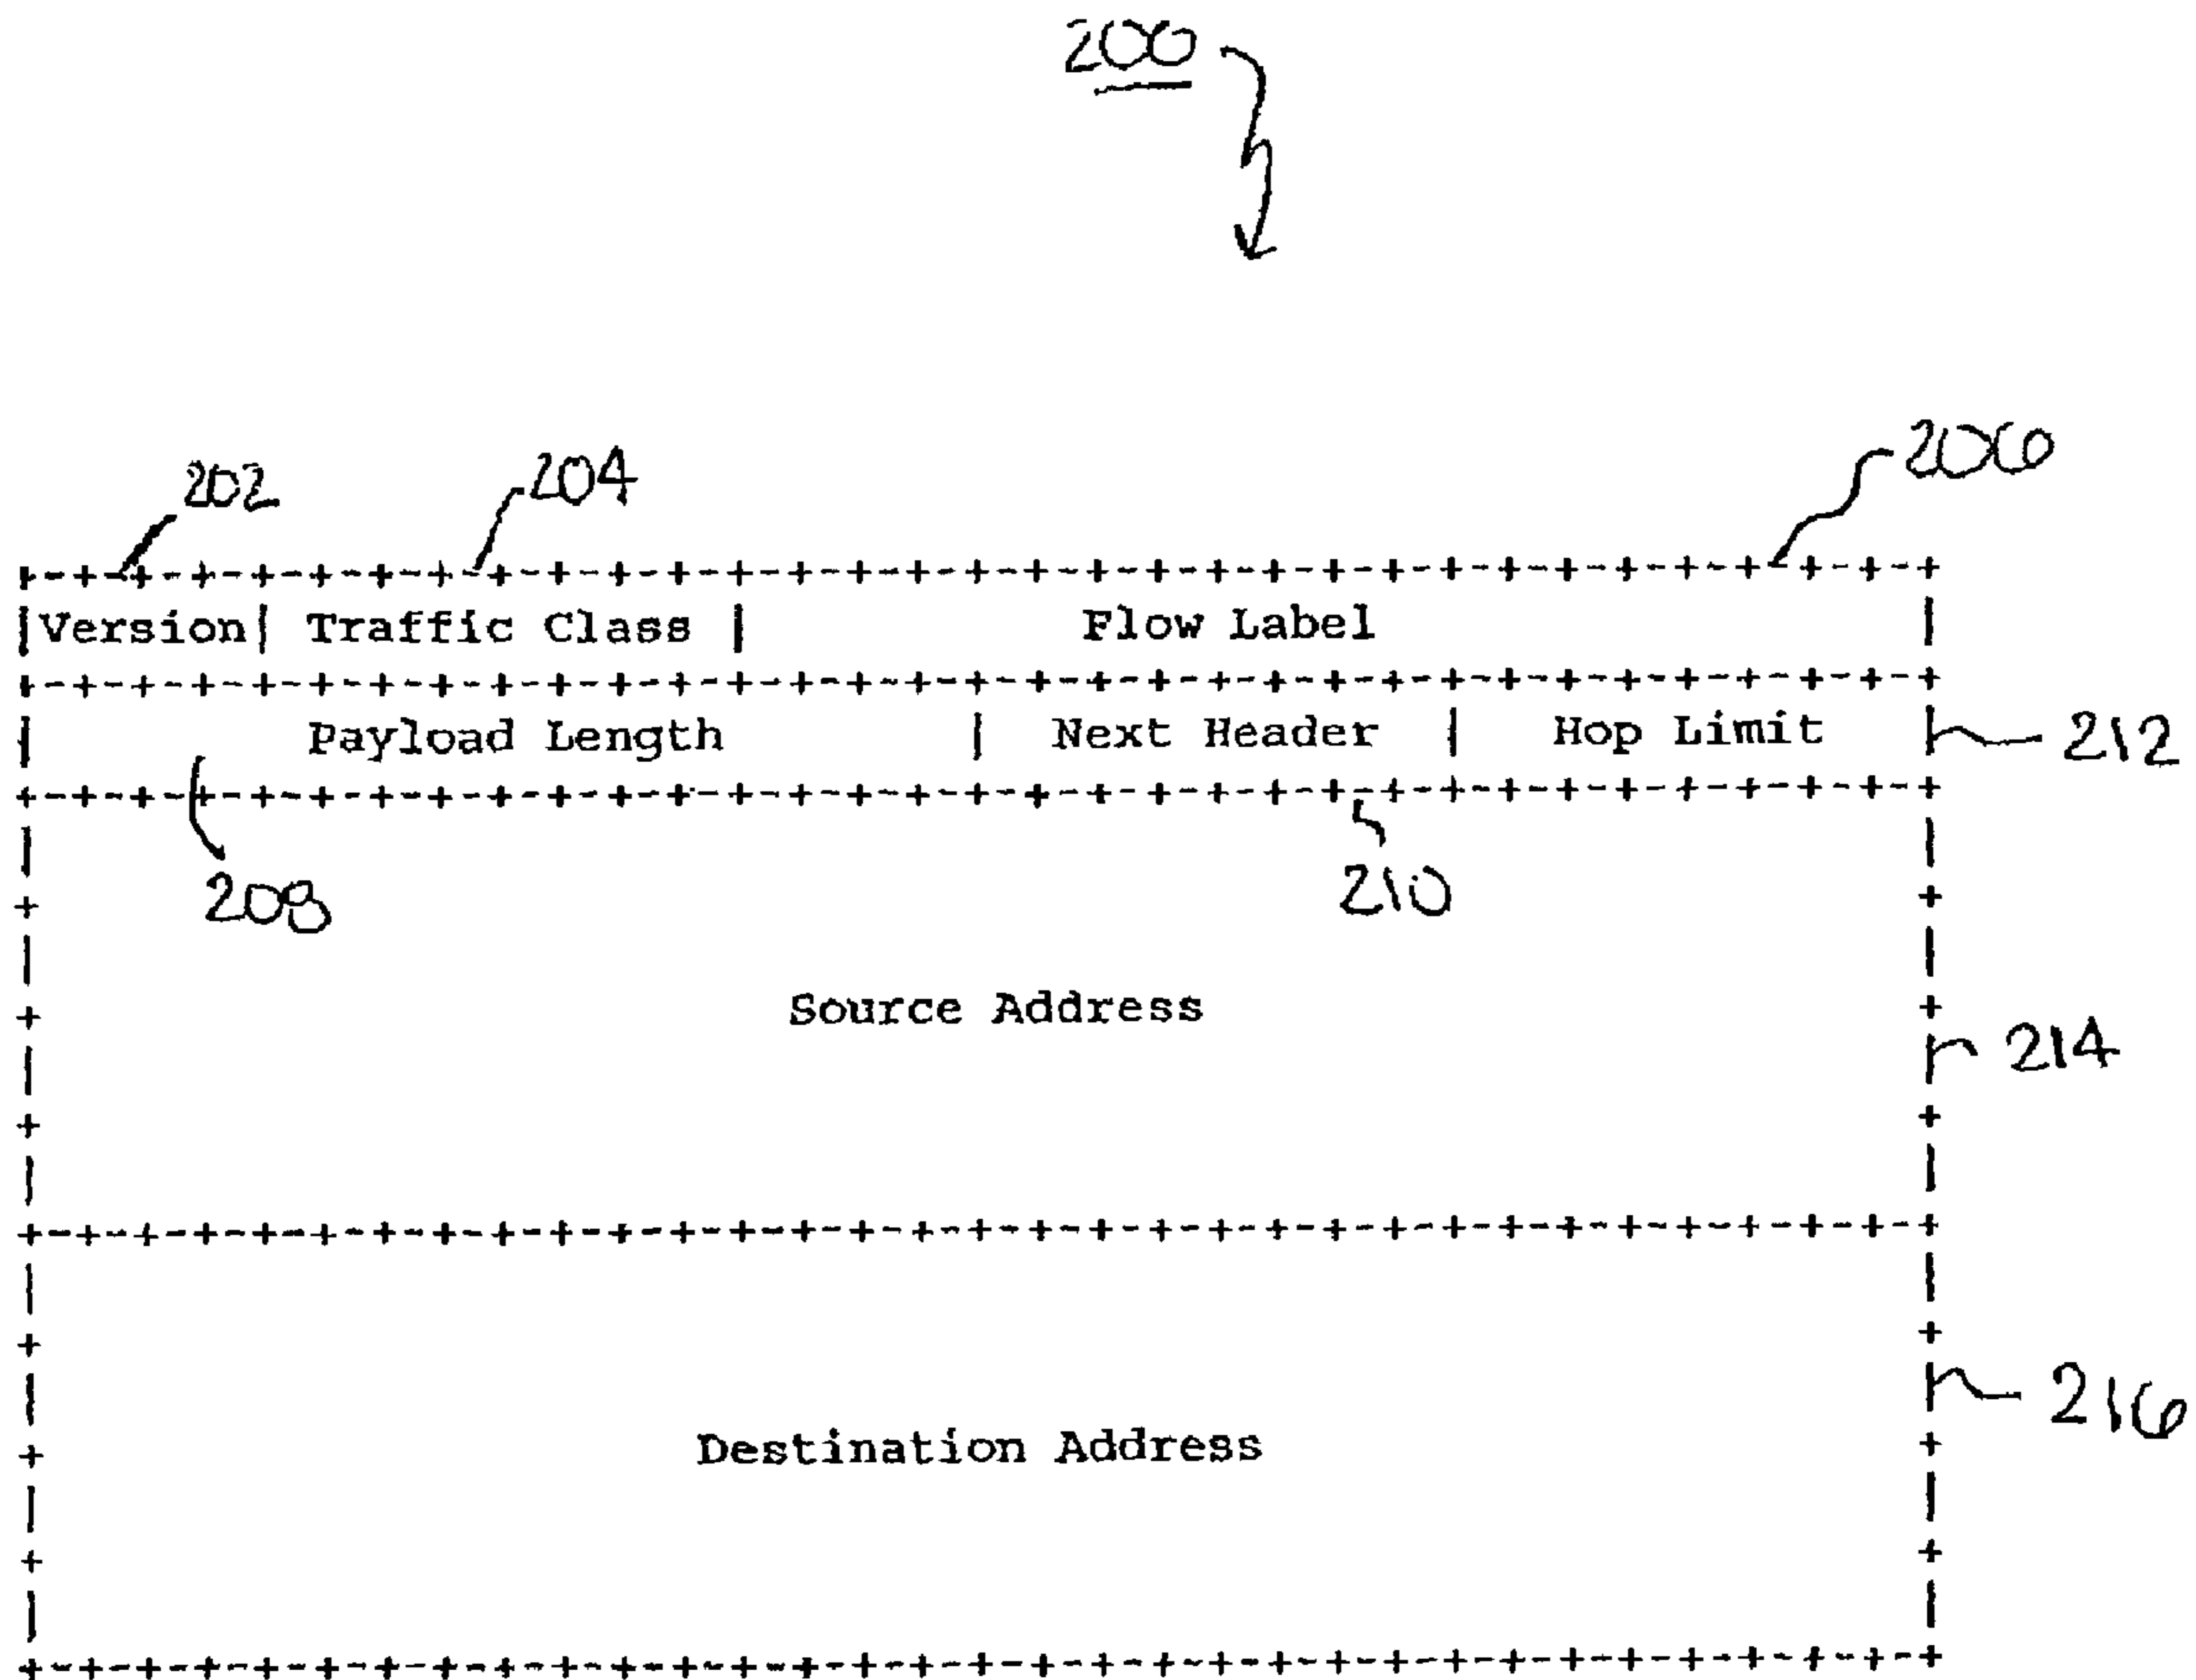 200
202 204 206
+-+-+-+-+-+-+-+-+-+-+-+-+-+-+-+-+-+-+-+-+-+-+-+-+-+-+-+-+-+-+-+-+
|Version| Traffic Class | Flow Label |
+-+-+-+-+-+-+-+-+-+-+-+-+-+-+-+-+-+-+-+-+-+-+-+-+-+-+-+-+-+-+-+-+
| Payload Length | Next Header | Hop Limit | 212
+-+-+-+-+-+-+-+-+-+-+-+-+-+-+-+-+-+-+-+-+-+-+-+-+-+-+-+-+-+-+-+-+
208 210
Source Address
214
+-+-+-+-+-+-+-+-+-+-+-+-+-+-+-+-+-+-+-+-+-+-+-+-+-+-+-+-+-+-+-+-+
216
Destination Address
+-+-+-+-+-+-+-+-+-+-+-+-+-+-+-+-+-+-+-+-+-+-+-+-+-+-+-+-+-+-+-+-+